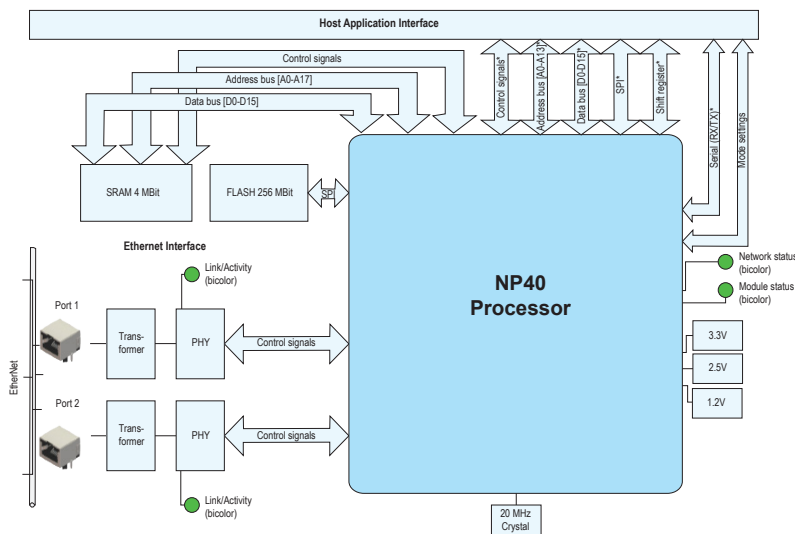 Host Application Interface
Control signals
Address bus [A0-A17]
Data bus [D0-D15]
Control signals*
Address bus [A0-A13]*
Data bus [D0-D15]*
SPI*
Shift register*
Serial (RX/TX)*
Mode settings
SRAM 4 MBit
FLASH 256 MBit
SPI
Ethernet Interface
Link/Activity
(bicolor)
Port 1
Trans-
former
PHY
Control signals
EtherNet
Port 2
Trans-
former
PHY
Control signals
Link/Activity
(bicolor)
NP40
Processor
Network status
(bicolor)
Module status
(bicolor)
3.3V
2.5V
1.2V
20 MHz
Crystal